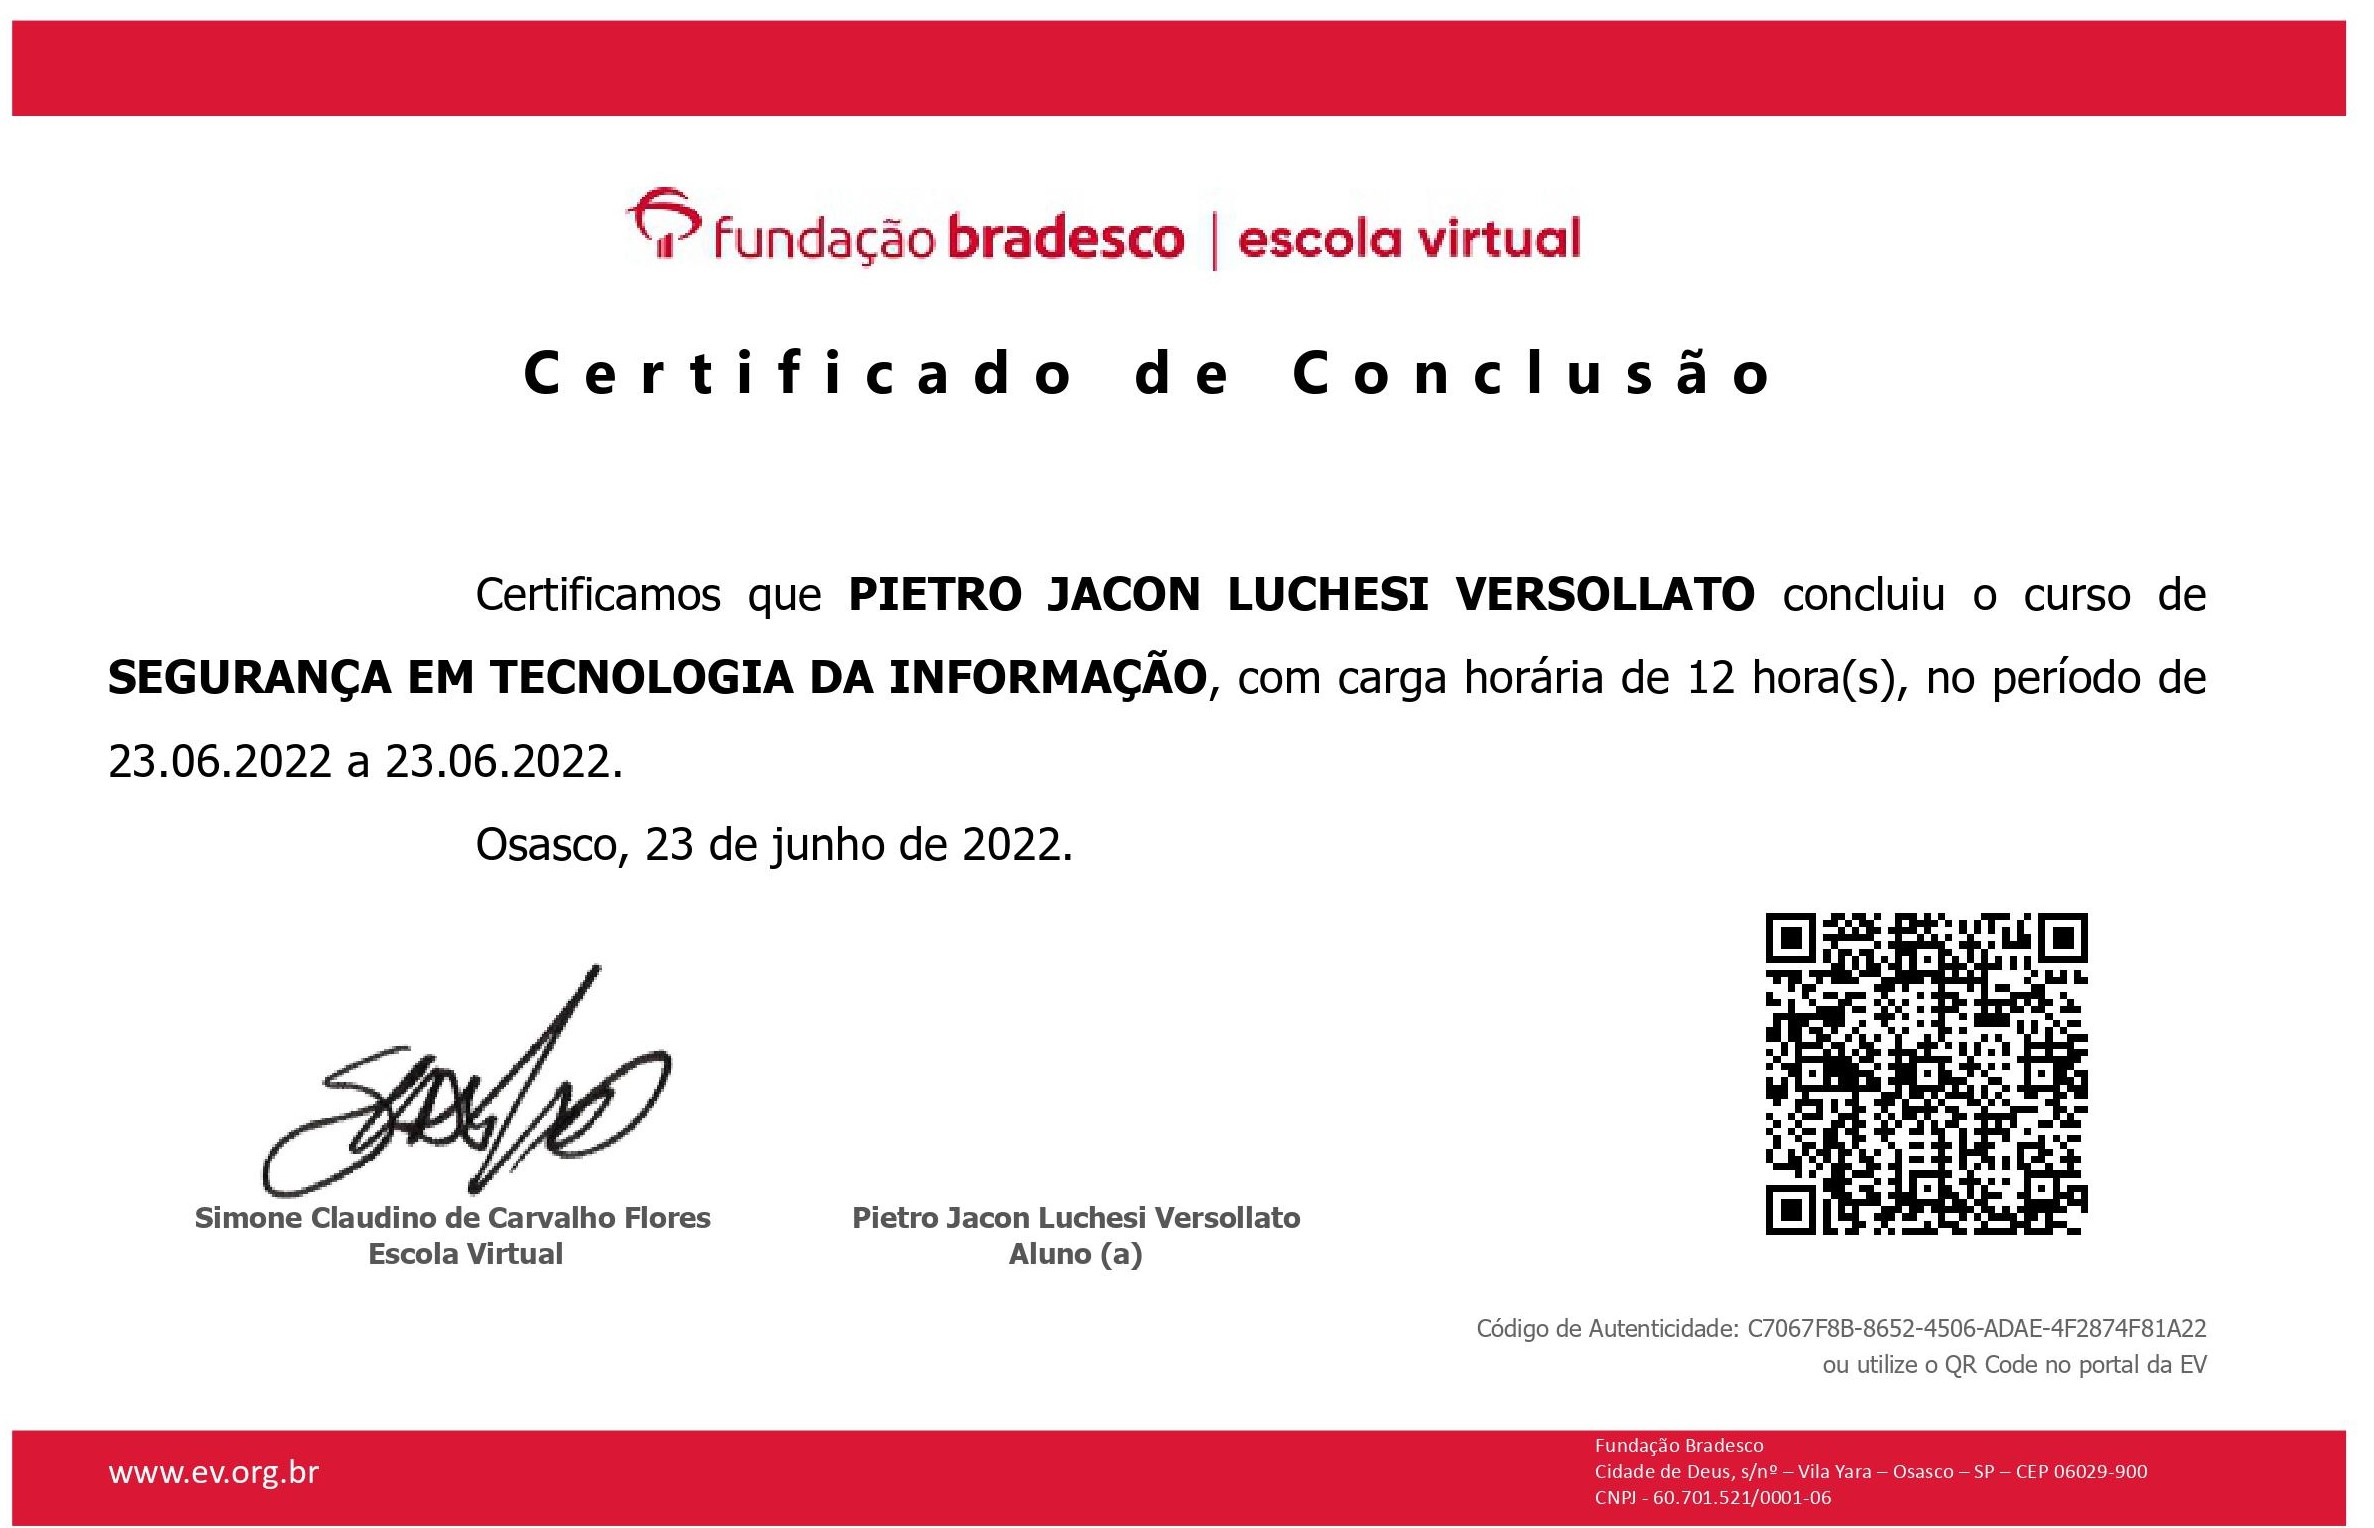 fundação bradesco | escola virtual
Certificado de Conclusão
Certificamos que PIETRO JACON LUCHESI VERSOLLATO concluiu o curso de
SEGURANÇA EM TECNOLOGIA DA INFORMAÇÃO, com carga horária de 12 hora(s), no período de
23.06.2022 a 23.06.2022.
Osasco, 23 de junho de 2022.
Simone Claudino de Carvalho Flores
Escola Virtual
Pietro Jacon Luchesi Versollato
Aluno (a)
Código de Autenticidade: C7067F8B-8652-4506-ADAE-4F2874F81A22
ou utilize o QR Code no portal da EV
www.ev.org.br
Fundação Bradesco
Cidade de Deus, s/nº – Vila Yara – Osasco – SP – CEP 06029-900
CNPJ - 60.701.521/0001-06